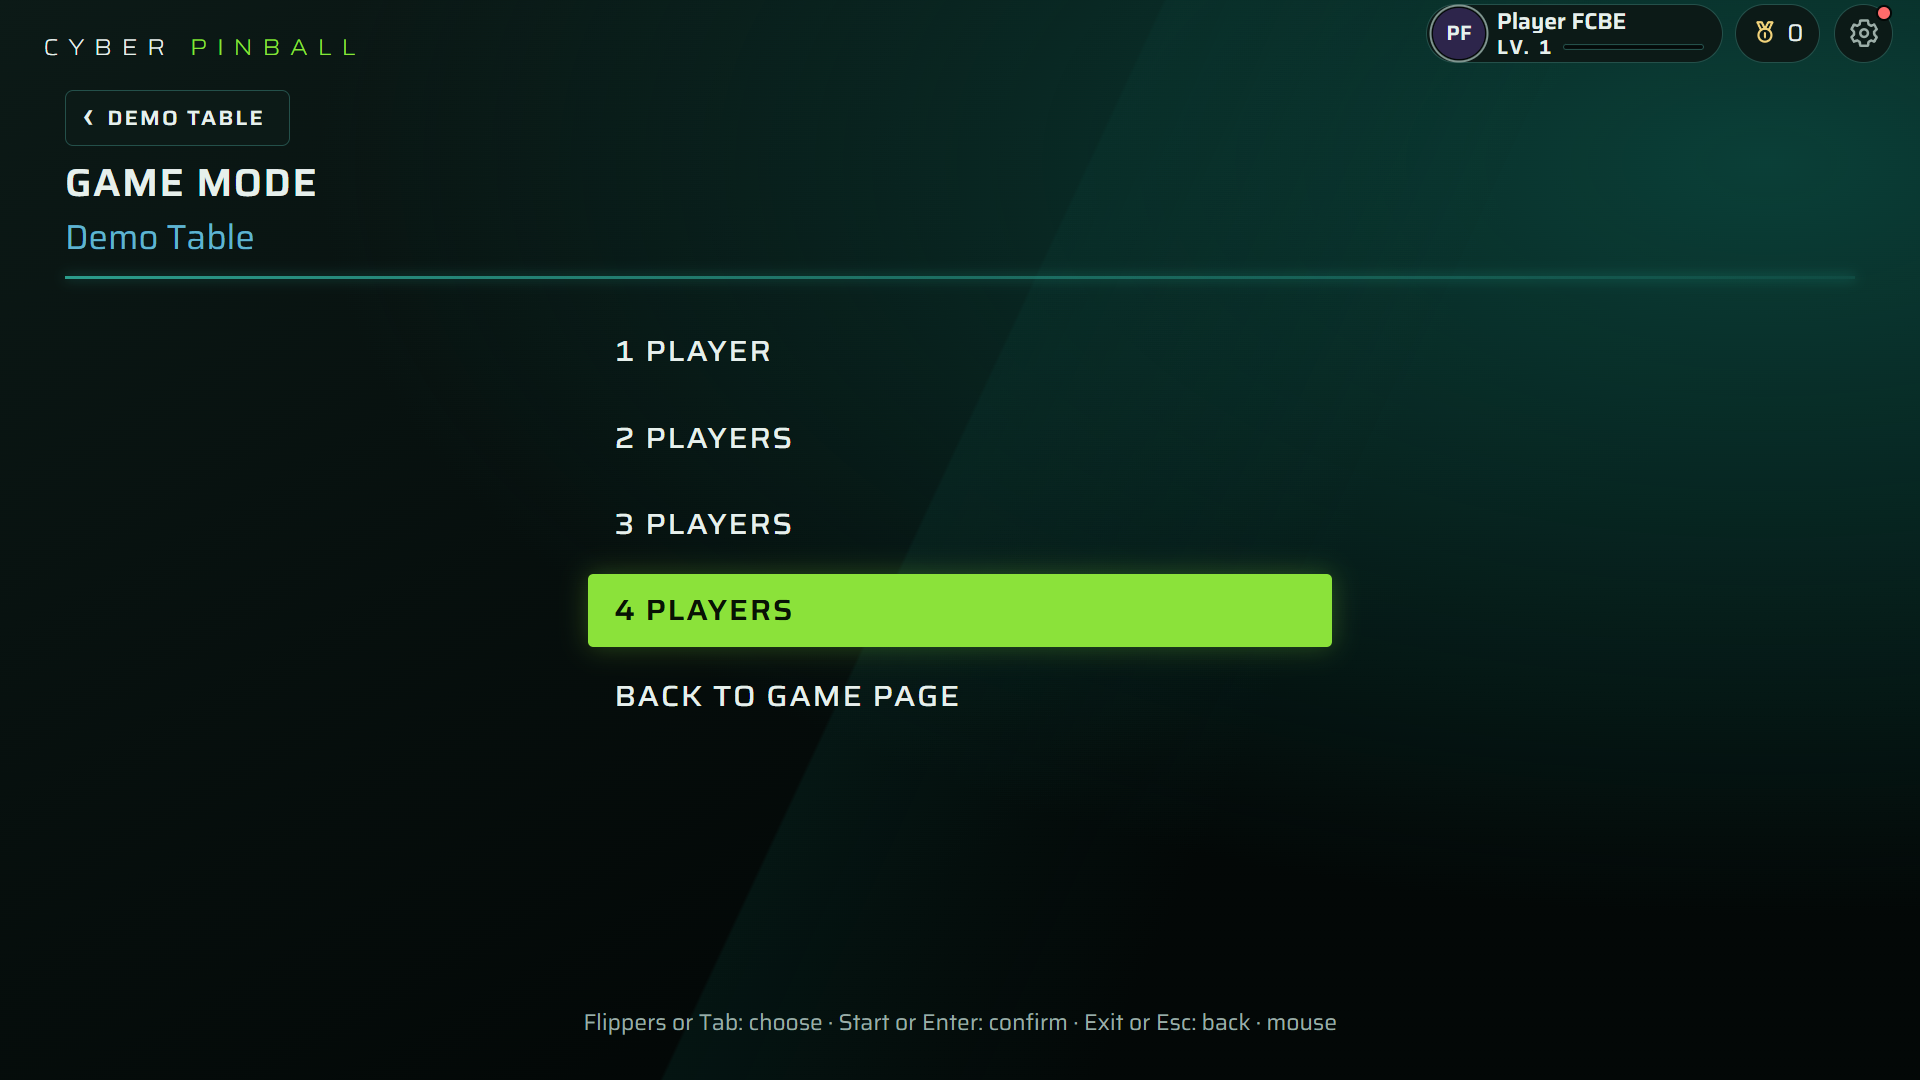 CYBER PINBALL
PF
Player FCBE
LV. 1
0
DEMO TABLE
GAME MODE
Demo Table
1 PLAYER
2 PLAYERS
3 PLAYERS
4 PLAYERS
BACK TO GAME PAGE
Flippers or Tab: choose · Start or Enter: confirm · Exit or Esc: back · mouse